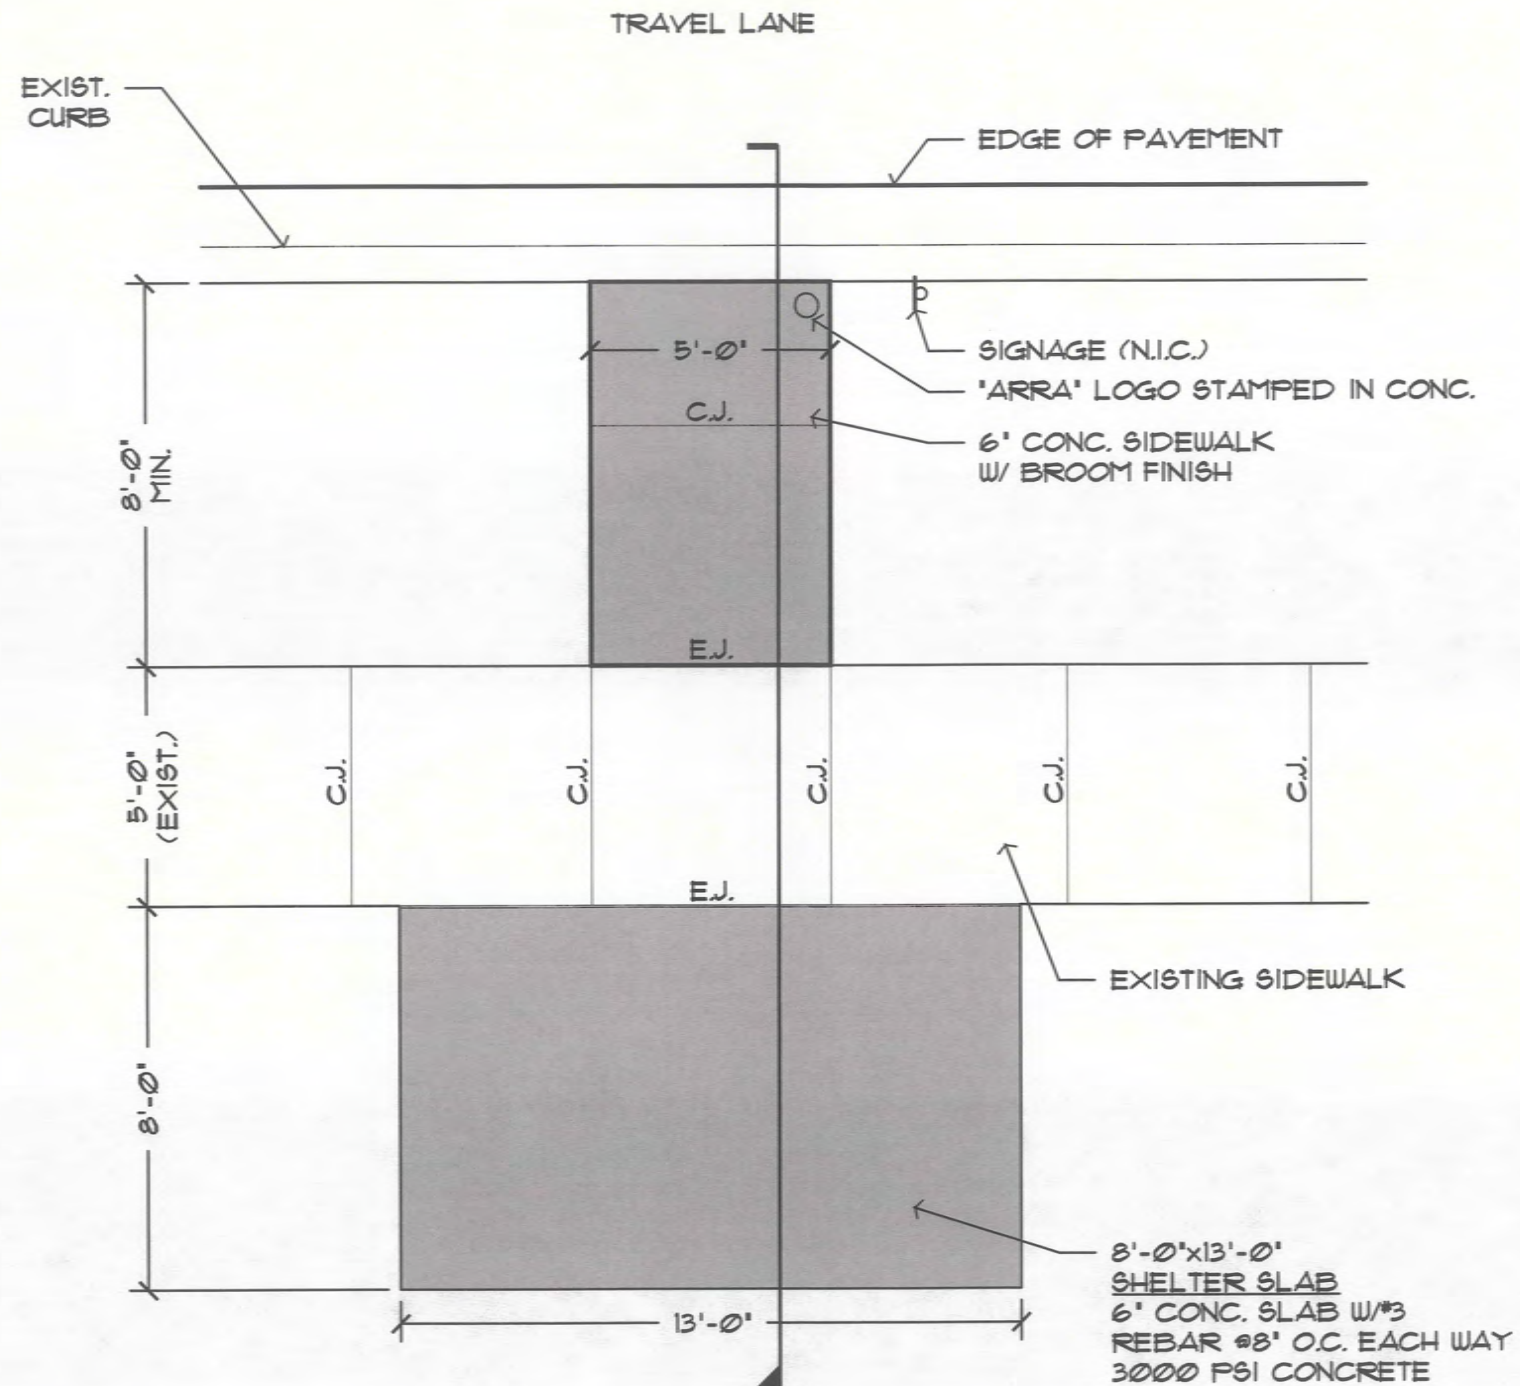 TRAVEL LANE
EXIST.
CURB
EDGE OF PAVEMENT
5'-0"
SIGNAGE (N.I.C.)
"ARRA" LOGO STAMPED IN CONC.
C.J.
6" CONC. SIDEWALK
W/ BROOM FINISH
8'-0"
MIN.
E.J.
5'-0"
(EXIST.)
C.J.
C.J.
C.J.
C.J.
C.J.
E.J.
EXISTING SIDEWALK
8'-0"
8'-0"x13'-0"
SHELTER SLAB
6" CONC. SLAB W/#3
REBAR @8" O.C. EACH WAY
3000 PSI CONCRETE
13'-0"